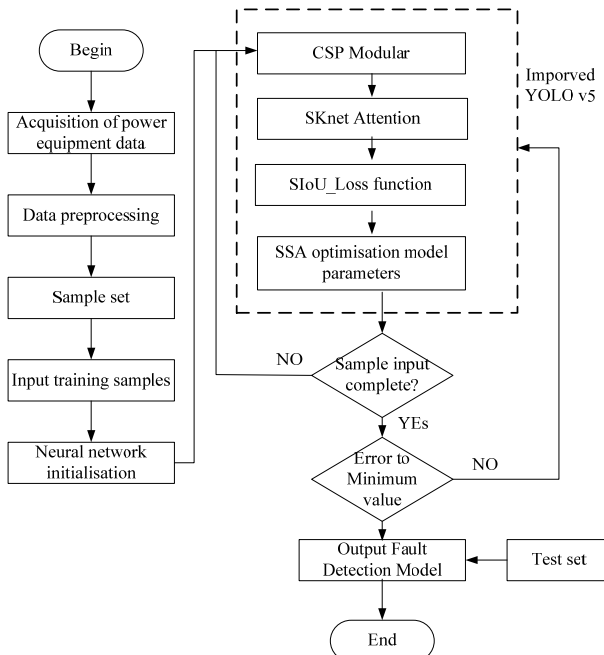 Begin
Acquisition of power
equipment data
Data preprocessing
Sample set
Input training samples
Neural network
initialisation
CSP Modular
SKnet Attention
SIoU_Loss function
SSA optimisation model
parameters
Imporved
YOLO v5
NO
Sample input
complete?
YEs
Error to
Minimum
value
NO
Output Fault
Detection Model
Test set
End